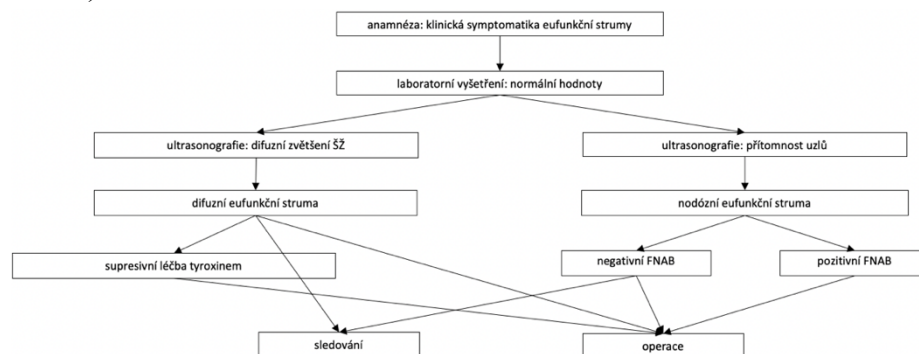 anamnéza: klinická symptomatika eufunkční strumy
laboratorní vyšetření: normální hodnoty
ultrasonografie: difuzní zvětšení ŠŽ
ultrasonografie: přítomnost uzlů
difuzní eufunkční struma
nodózní eufunkční struma
supresivní léčba tyroxinem
negativní FNAB
pozitivní FNAB
sledování
operace